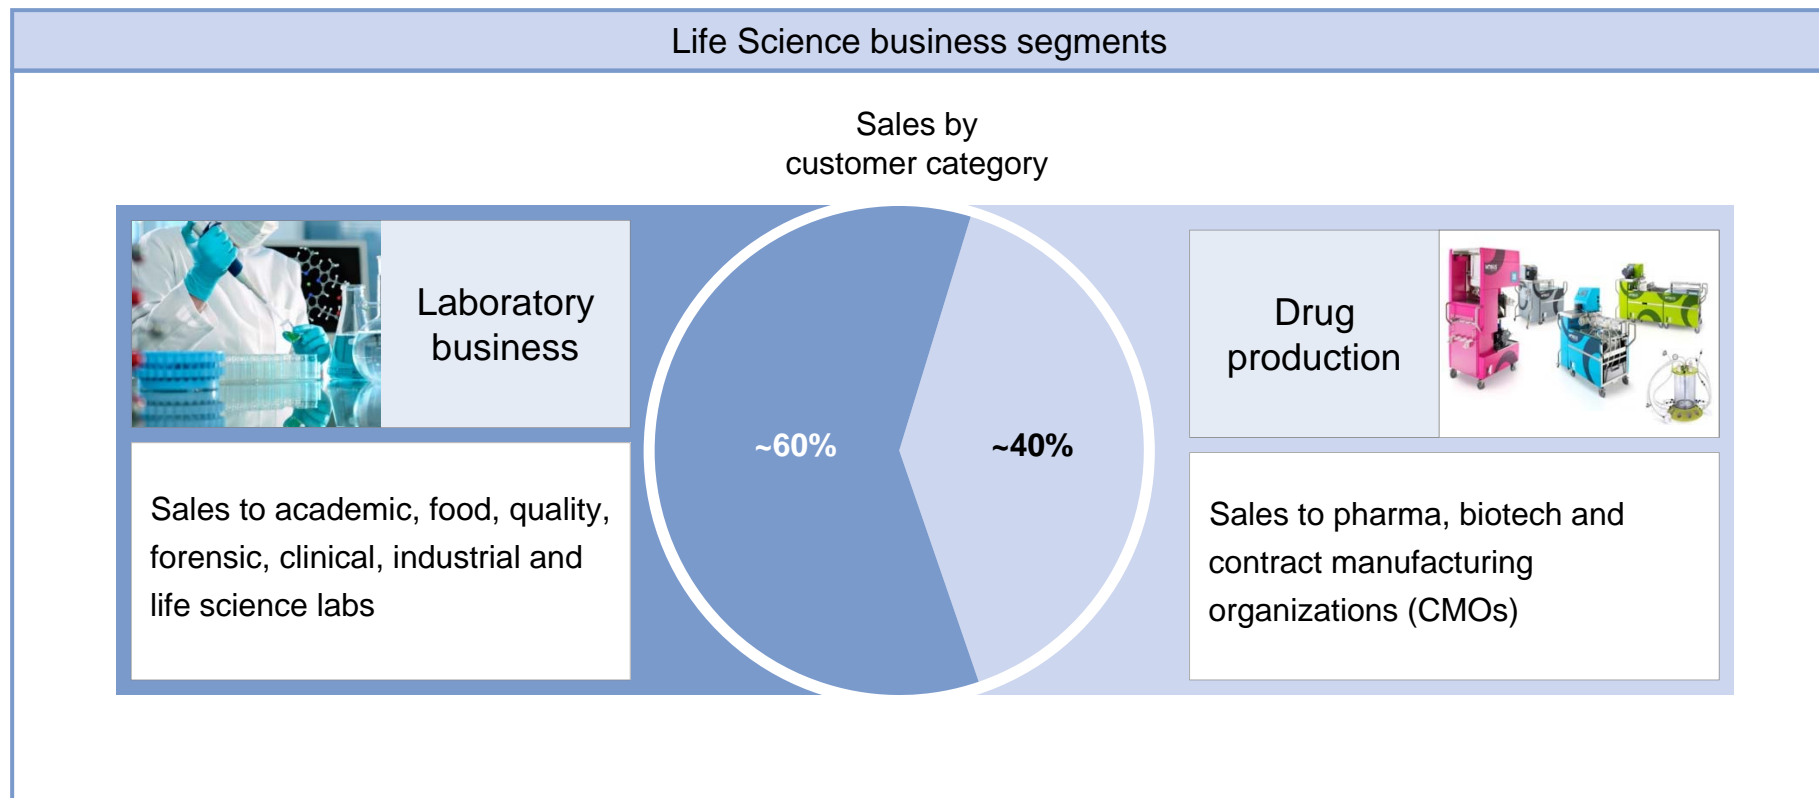 Life Science business segments
Sales by
customer category
Laboratory
business
Sales to academic, food, quality,
forensic, clinical, industrial and
life science labs
~60%
~40%
Drug
production
Sales to pharma, biotech and
contract manufacturing
organizations (CMOs)